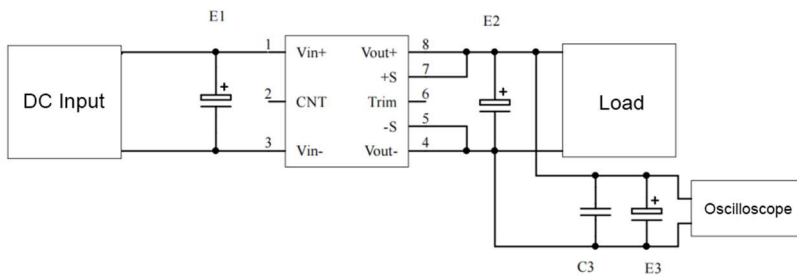 E1
E2
DC Input
1
Vin+
Vout+
8
+S
7
2
CNT
Trim
6
-S
5
3
Vin-
Vout-
4
Load
+
+
+
Oscilloscope
C3
E3